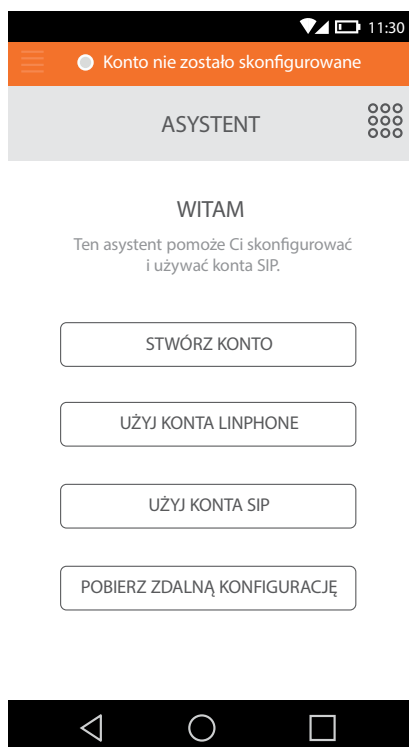 11:30
Konto nie zostało skonfigurowane
ASYSTENT
WITAM
Ten asystent pomoże Ci skonfigurować
i używać konta SIP.
STWÓRZ KONTO
UŻYJ KONTA LINPHONE
UŻYJ KONTA SIP
POBIERZ ZDALNĄ KONFIGURACJĘ